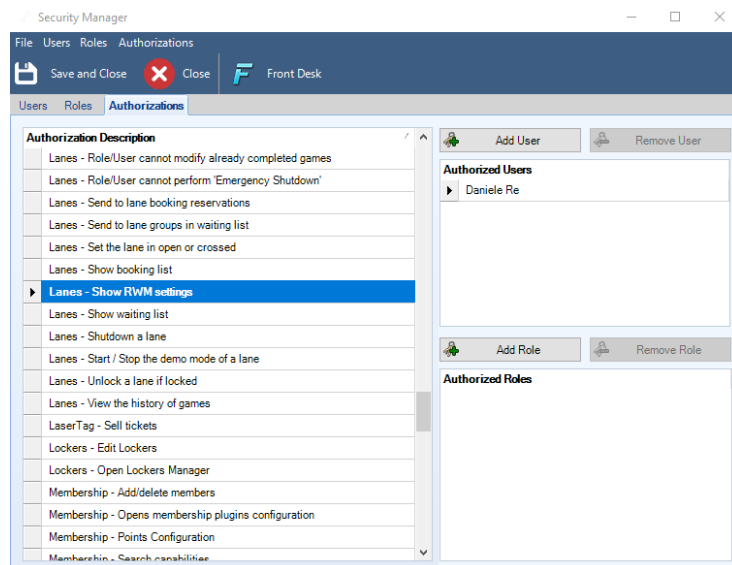 Security Manager
File Users Roles Authorizations
Save and Close Close Front Desk
Users Roles Authorizations
Authorization Description
Lanes - Role/User cannot modify already completed games
Lanes - Role/User cannot perform 'Emergency Shutdown'
Lanes - Send to lane booking reservations
Lanes - Send to lane groups in waiting list
Lanes - Set the lane in open or crossed
Lanes - Show booking list
Lanes - Show RWM settings
Lanes - Show waiting list
Lanes - Shutdown a lane
Lanes - Start / Stop the demo mode of a lane
Lanes - Unlock a lane if locked
Lanes - View the history of games
LaserTag - Sell tickets
Lockers - Edit Lockers
Lockers - Open Lockers Manager
Membership - Add/delete members
Membership - Opens membership plugins configuration
Membership - Points Configuration
Membership - Search capabilities
Add User Remove User
Authorized Users
Daniele Re
Add Role Remove Role
Authorized Roles